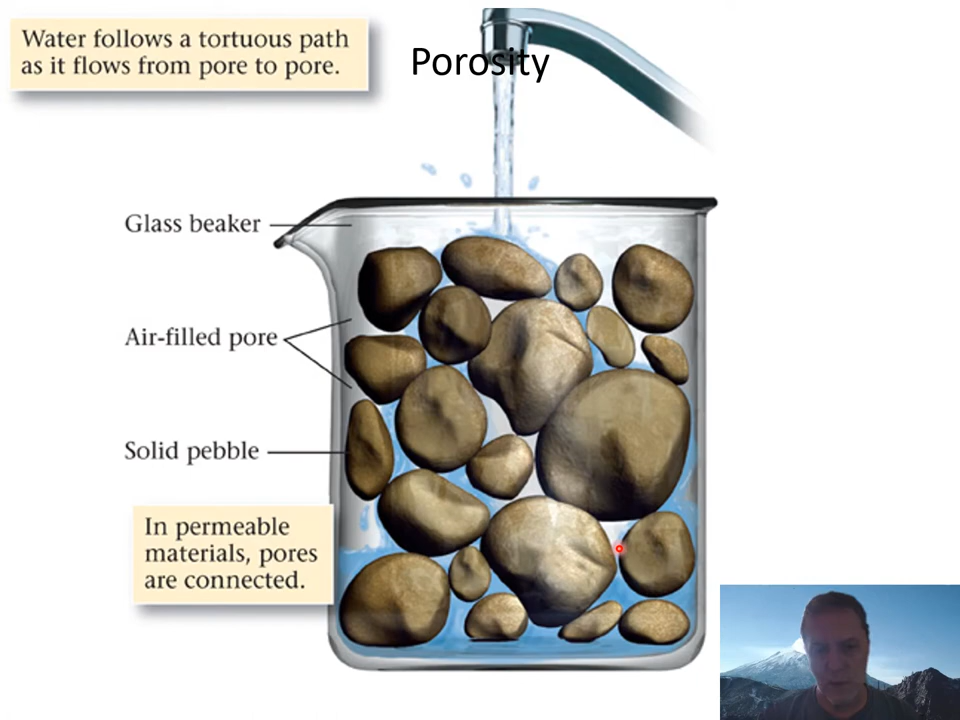 Water follows a tortuous path
as it flows from pore to pore.
Porosity
Glass beaker
Air-filled pore
Solid pebble
In permeable
materials, pores
are connected.